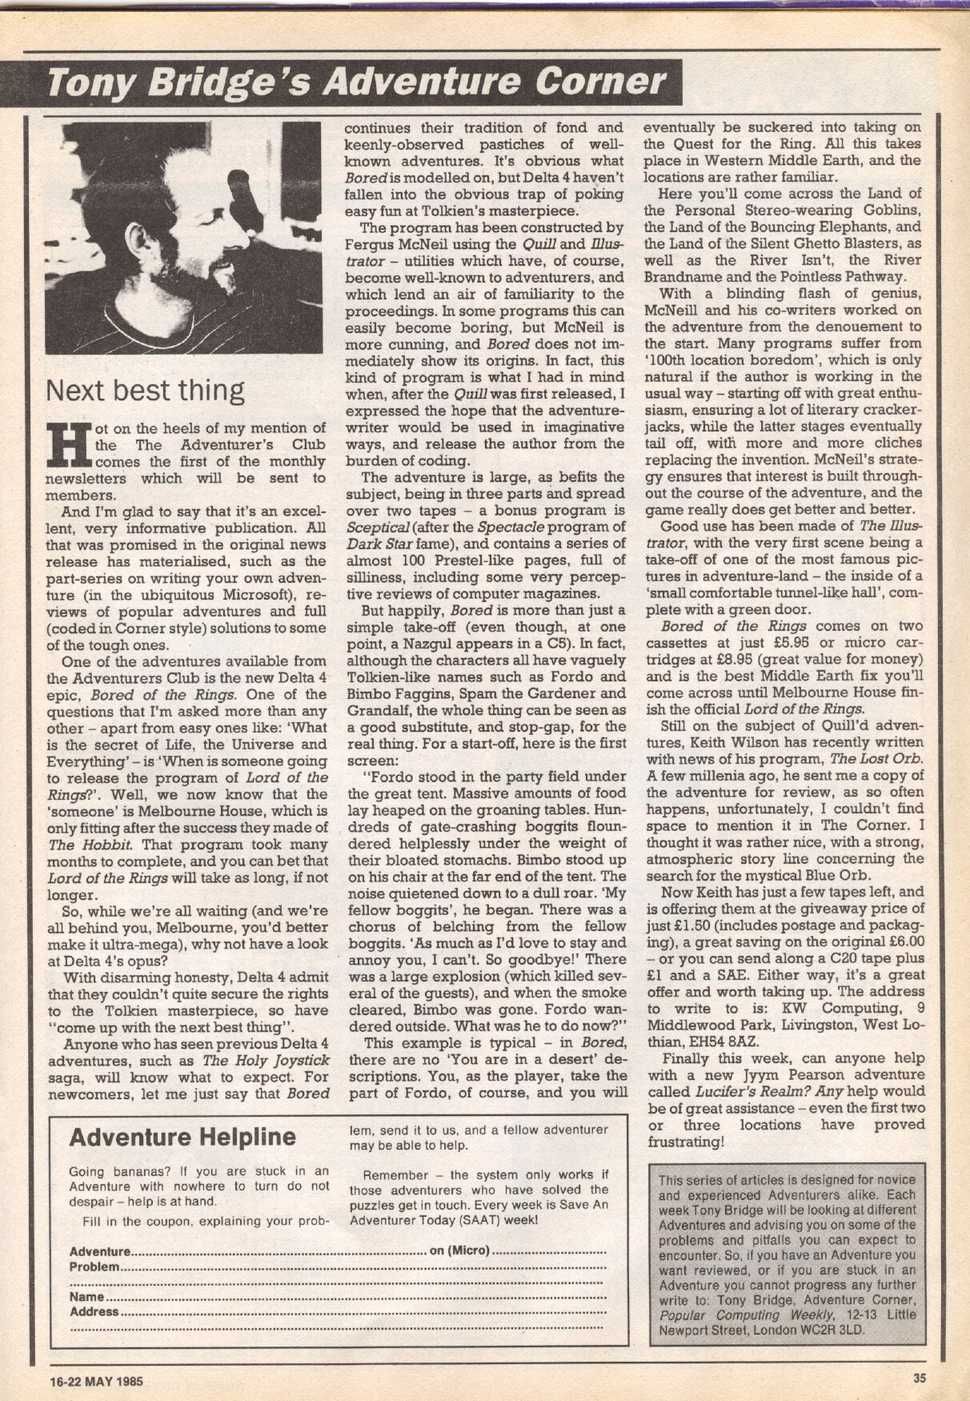 Tony Bridge's Adventure Corner
Next best thing
Hot on the heels of my mention of
the The Adventurer's Club
comes the first of the monthly
newsletters which will be sent to
members.
And I'm glad to say that it's an excel-
lent, very informative publication. All
that was promised in the original news
release has materialised, such as the
part-series on writing your own adven-
ture (in the ubiquitous Microsoft), re-
views of popular adventures and full
(coded in Corner style) solutions to some
of the tough ones.
One of the adventures available from
the Adventurers Club is the new Delta 4
epic, Bored of the Rings. One of the
questions that I'm asked more than any
other – apart from easy ones like: 'What
is the secret of Life, the Universe and
Everything' – is 'When is someone going
to release the program of Lord of the
Rings?'. Well, we now know that the
'someone' is Melbourne House, which is
only fitting after the success they made of
The Hobbit. That program took many
months to complete, and you can bet that
Lord of the Rings will take as long, if not
longer.
So, while we're all waiting (and we're
all behind you, Melbourne, you'd better
make it ultra-mega), why not have a look
at Delta 4's opus?
With disarming honesty, Delta 4 admit
that they couldn't quite secure the rights
to the Tolkien masterpiece, so have
"come up with the next best thing".
Anyone who has seen previous Delta 4
adventures, such as The Holy Joystick
saga, will know what to expect. For
newcomers, let me just say that Bored
continues their tradition of fond and
keenly-observed pastiches of well-
known adventures. It's obvious what
Bored is modelled on, but Delta 4 haven't
fallen into the obvious trap of poking
easy fun at Tolkien's masterpiece.
The program has been constructed by
Fergus McNeil using the Quill and Illus-
trator – utilities which have, of course,
become well-known to adventurers, and
which lend an air of familiarity to the
proceedings. In some programs this can
easily become boring, but McNeil is
more cunning, and Bored does not im-
mediately show its origins. In fact, this
kind of program is what I had in mind
when, after the Quill was first released, I
expressed the hope that the adventure-
writer would be used in imaginative
ways, and release the author from the
burden of coding.
The adventure is large, as befits the
subject, being in three parts and spread
over two tapes – a bonus program is
Sceptical (after the Spectacle program of
Dark Star fame), and contains a series of
almost 100 Prestel-like pages, full of
silliness, including some very percep-
tive reviews of computer magazines.
But happily, Bored is more than just a
simple take-off (even though, at one
point, a Nazgul appears in a C5). In fact,
although the characters all have vaguely
Tolkien-like names such as Fordo and
Bimbo Faggins, Spam the Gardener and
Grandalf, the whole thing can be seen as
a good substitute, and stop-gap, for the
real thing. For a start-off, here is the first
screen:
"Fordo stood in the party field under
the great tent. Massive amounts of food
lay heaped on the groaning tables. Hun-
dreds of gate-crashing boggits floun-
dered helplessly under the weight of
their bloated stomachs. Bimbo stood up
on his chair at the far end of the tent. The
noise quietened down to a dull roar. 'My
fellow boggits', he began. There was a
chorus of belching from the fellow
boggits. 'As much as I'd love to stay and
annoy you, I can't. So goodbye!' There
was a large explosion (which killed sev-
eral of the guests), and when the smoke
cleared, Bimbo was gone. Fordo wan-
dered outside. What was he to do now?"
This example is typical – in Bored,
there are no 'You are in a desert' de-
scriptions. You, as the player, take the
part of Fordo, of course, and you will
eventually be suckered into taking on
the Quest for the Ring. All this takes
place in Western Middle Earth, and the
locations are rather familiar.
Here you'll come across the Land of
the Personal Stereo-wearing Goblins,
the Land of the Bouncing Elephants, and
the Land of the Silent Ghetto Blasters, as
well as the River Isn't, the River
Brandname and the Pointless Pathway.
With a blinding flash of genius,
McNeill and his co-writers worked on
the adventure from the denouement to
the start. Many programs suffer from
'100th location boredom', which is only
natural if the author is working in the
usual way – starting off with great enthu-
siasm, ensuring a lot of literary cracker-
jacks, while the latter stages eventually
tail off, with more and more cliches
replacing the invention. McNeil's strate-
gy ensures that interest is built through-
out the course of the adventure, and the
game really does get better and better.
Good use has been made of The Illus-
trator, with the very first scene being a
take-off of one of the most famous pic-
tures in adventure-land – the inside of a
'small comfortable tunnel-like hall', com-
plete with a green door.
Bored of the Rings comes on two
cassettes at just £5.95 or micro car-
tridges at £8.95 (great value for money)
and is the best Middle Earth fix you'll
come across until Melbourne House fin-
ish the official Lord of the Rings.
Still on the subject of Quill'd adven-
tures, Keith Wilson has recently written
with news of his program, The Lost Orb.
A few millenia ago, he sent me a copy of
the adventure for review, as so often
happens, unfortunately, I couldn't find
space to mention it in The Corner. I
thought it was rather nice, with a strong,
atmospheric story line concerning the
search for the mystical Blue Orb.
Now Keith has just a few tapes left, and
is offering them at the giveaway price of
just £1.50 (includes postage and packag-
ing), a great saving on the original £6.00
– or you can send along a C20 tape plus
£1 and a SAE. Either way, it's a great
offer and worth taking up. The address
to write to is: KW Computing, 9
Middlewood Park, Livingston, West Lo-
thian, EH54 8AZ.
Finally this week, can anyone help
with a new Jyym Pearson adventure
called Lucifer's Realm? Any help would
be of great assistance – even the first two
or three locations have proved
frustrating!
Adventure Helpline
Going bananas? If you are stuck in an
Adventure with nowhere to turn do not
despair – help is at hand.
Fill in the coupon, explaining your prob-
lem, send it to us, and a fellow adventurer
may be able to help.
Remember – the system only works if
those adventurers who have solved the
puzzles get in touch. Every week is Save An
Adventurer Today (SAAT) week!
Adventure on (Micro)
Problem
Name
Address
This series of articles is designed for novice
and experienced Adventurers alike. Each
week Tony Bridge will be looking at different
Adventures and advising you on some of the
problems and pitfalls you can expect to
encounter. So, if you have an Adventure you
want reviewed, or if you are stuck in an
Adventure you cannot progress any further
write to: Tony Bridge, Adventure Corner,
Popular Computing Weekly, 12-13 Little
Newport Street, London WC2R 3LD.
16-22 MAY 1985
35